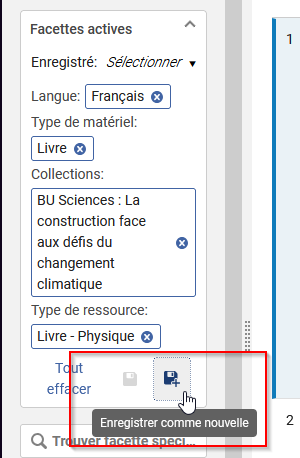 Facettes actives
1
Enregistré: Sélectionner
Langue: Français
Type de matériel:
Livre
Collections:
BU Sciences : La
construction face
aux défis du
changement
climatique
Type de ressource:
Livre - Physique
Tout
effacer
Enregistrer comme nouvelle
2
Trouver facette spéci...